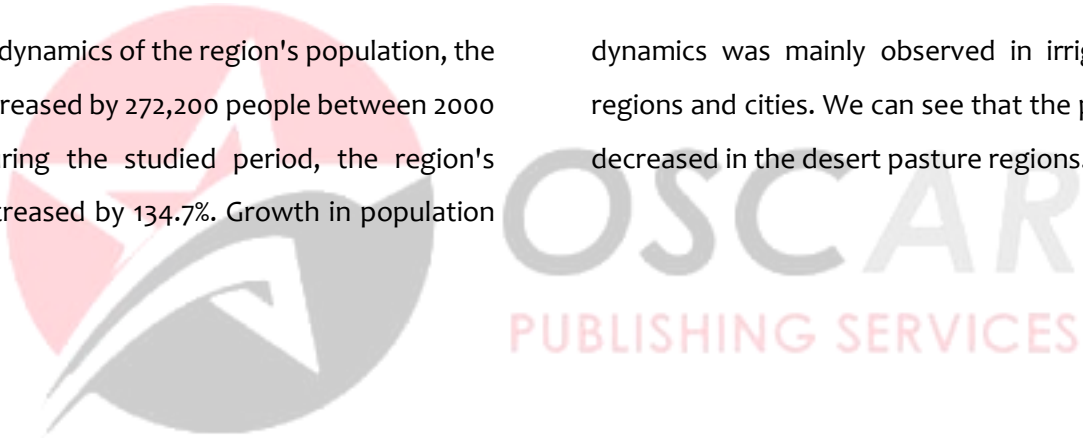 dynamics of the region's population, the
reased by 272,200 people between 2000
ring the studied period, the region's
reased by 134.7%. Growth in population
dynamics was mainly observed in irrig
regions and cities. We can see that the p
decreased in the desert pasture regions.
OSCAR
PUBLISHING SERVICES